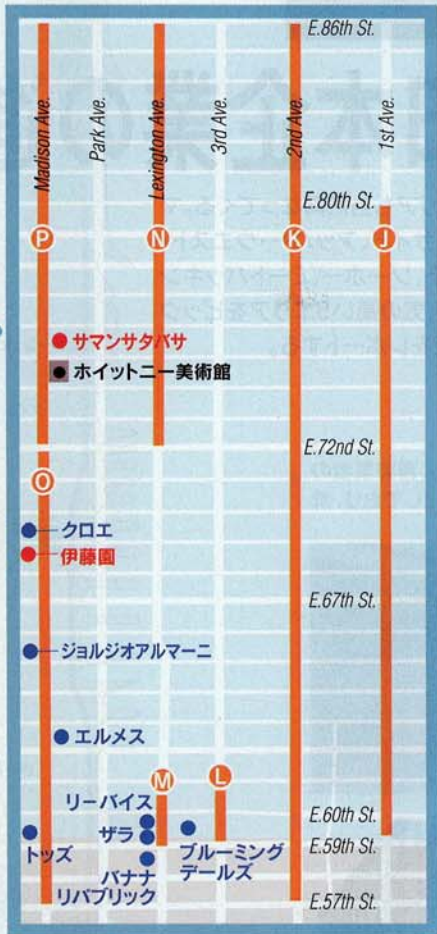 E.86th St.
Madison Ave.
Park Ave.
Lexington Ave.
3rd Ave.
2nd Ave.
1st Ave.
E.80th St.
P
N
K
J
サマンサタバサ
ホイットニー美術館
E.72nd St.
O
クロエ
伊藤園
E.67th St.
ジョルジオアルマーニ
エルメス
M
L
リーバイス
E.60th St.
ザラ
ブルーミング
デールズ
トッズ
E.59th St.
バナナ
リパブリック
E.57th St.